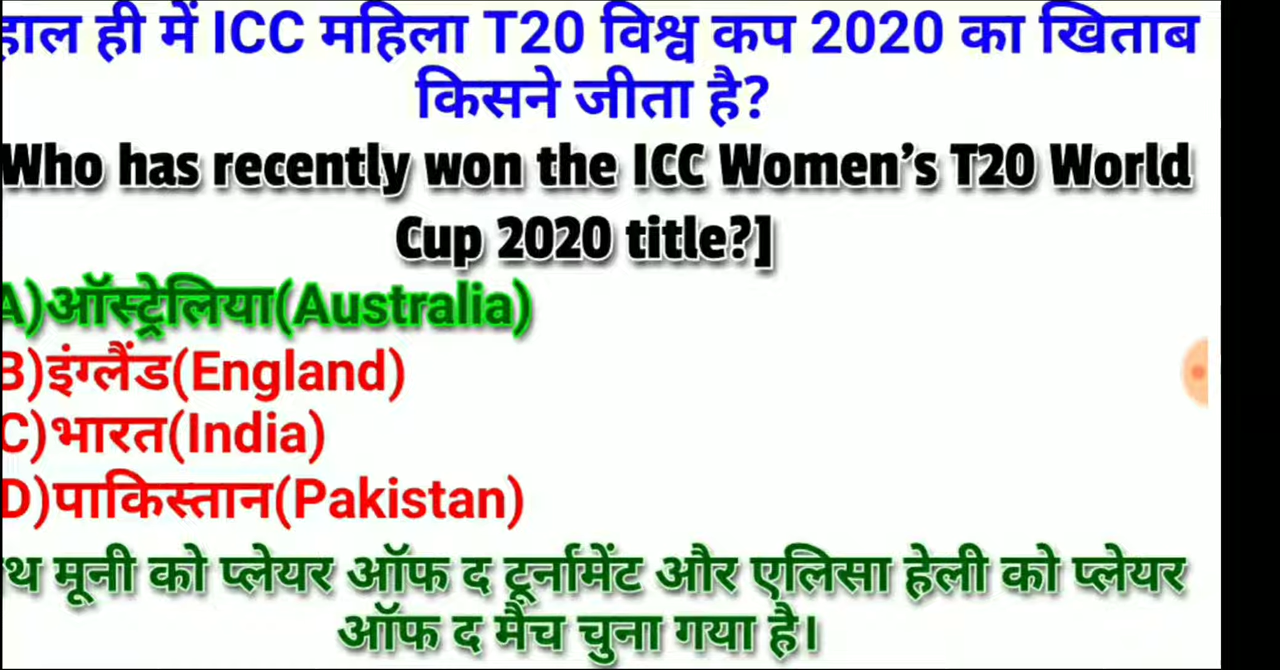 हाल ही में ICC महिला T20 विश्व कप 2020 का खिताब
किसने जीता है?
Who has recently won the ICC Women's T20 World
Cup 2020 title?]
A)ऑस्ट्रेलिया(Australia)
B)इंग्लैंड(England)
C)भारत(India)
D)पाकिस्तान(Pakistan)
थ मूनी को प्लेयर ऑफ द टूर्नामेंट और एलिसा हेली को प्लेयर
ऑफ द मैच चुना गया है।